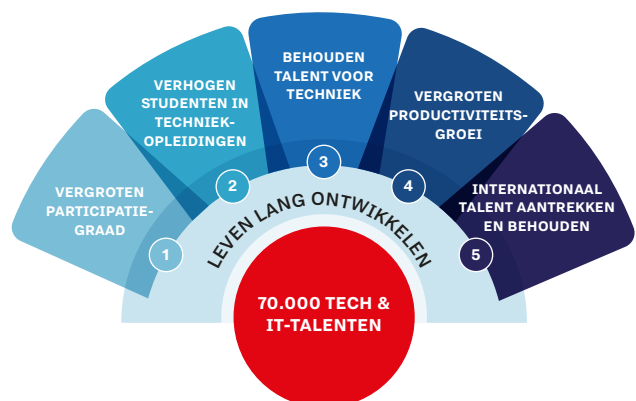 VERGROTEN
PARTICIPATIE-
GRAAD
1
VERHOGEN
STUDENTEN IN
TECHNIEK-
OPLEIDINGEN
2
BEHOUDEN
TALENT VOOR
TECHNIEK
3
VERGROTEN
PRODUCTIVITEITS-
GROEI
4
INTERNATIONAAL
TALENT AANTREKKEN
EN BEHOUDEN
5
LEVEN LANG ONTWIKKELEN
70.000 TECH &
IT-TALENTEN